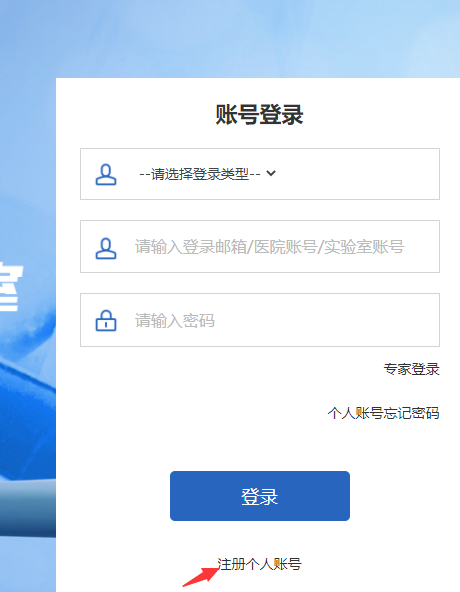 账号登录
--请选择登录类型--
请输入登录邮箱/医院账号/实验室账号
室
请输入密码
专家登录
个人账号忘记密码
登录
注册个人账号